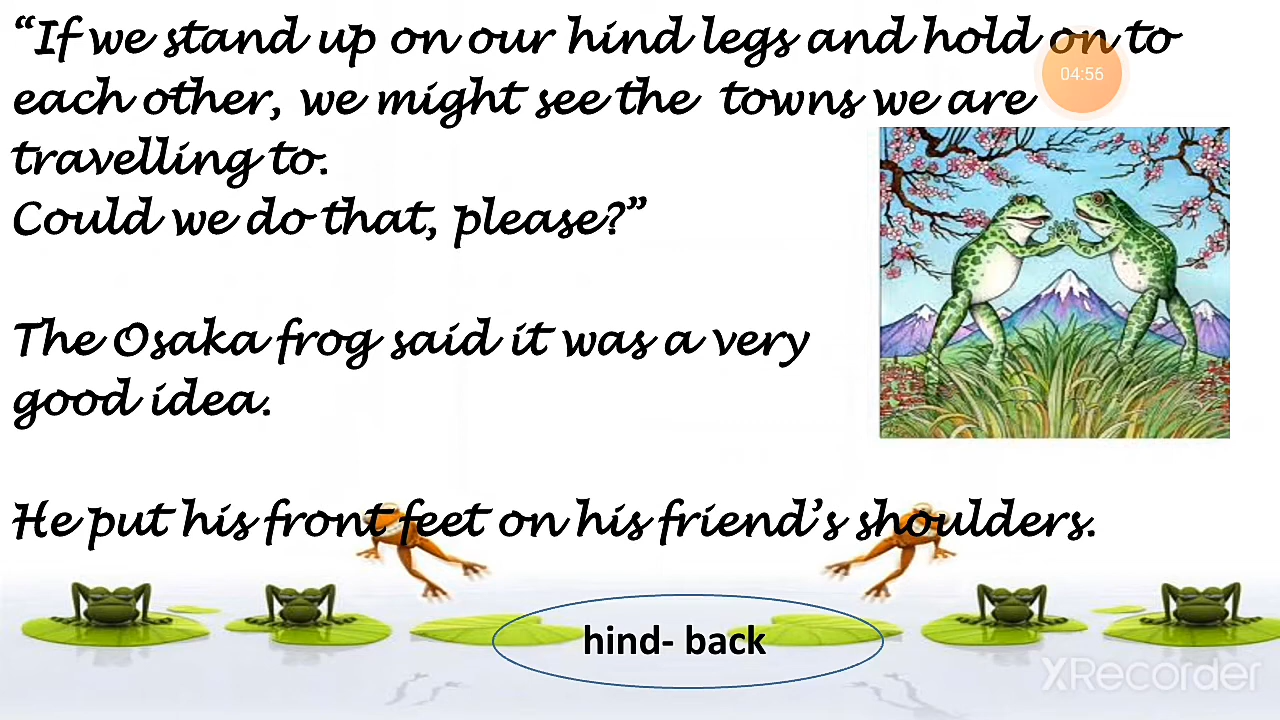 “If we stand up on our hind legs and hold on to
04:56
each other, we might see the towns we are
travelling to.
Could we do that, please?”
The Osaka frog said it was a very
good idea.
He put his front feet on his friend’s shoulders.
hind- back
XRecorder